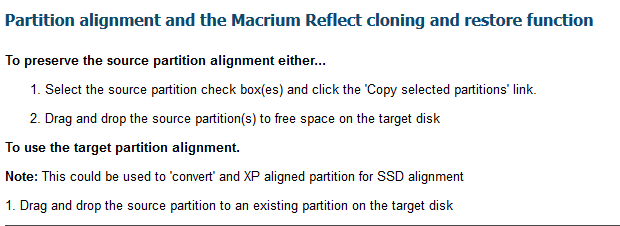 Partition alignment and the Macrium Reflect cloning and restore function
To preserve the source partition alignment either...
1. Select the source partition check box(es) and click the 'Copy selected partitions' link.
2. Drag and drop the source partition(s) to free space on the target disk
To use the target partition alignment.
Note: This could be used to 'convert' and XP aligned partition for SSD alignment
1. Drag and drop the source partition to an existing partition on the target disk